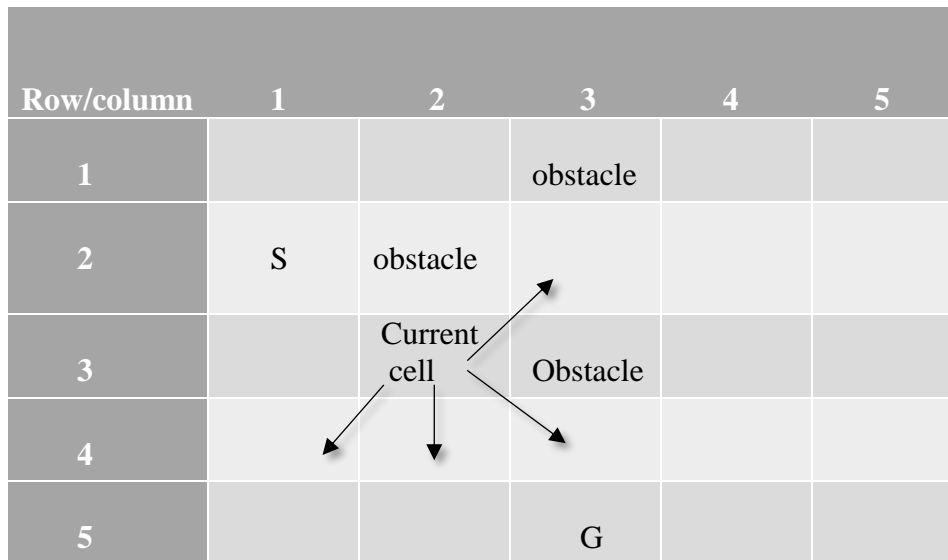 Row/column 1 2 3 4 5
1 obstacle
2 S obstacle
Current
3 cell Obstacle
4
5 G